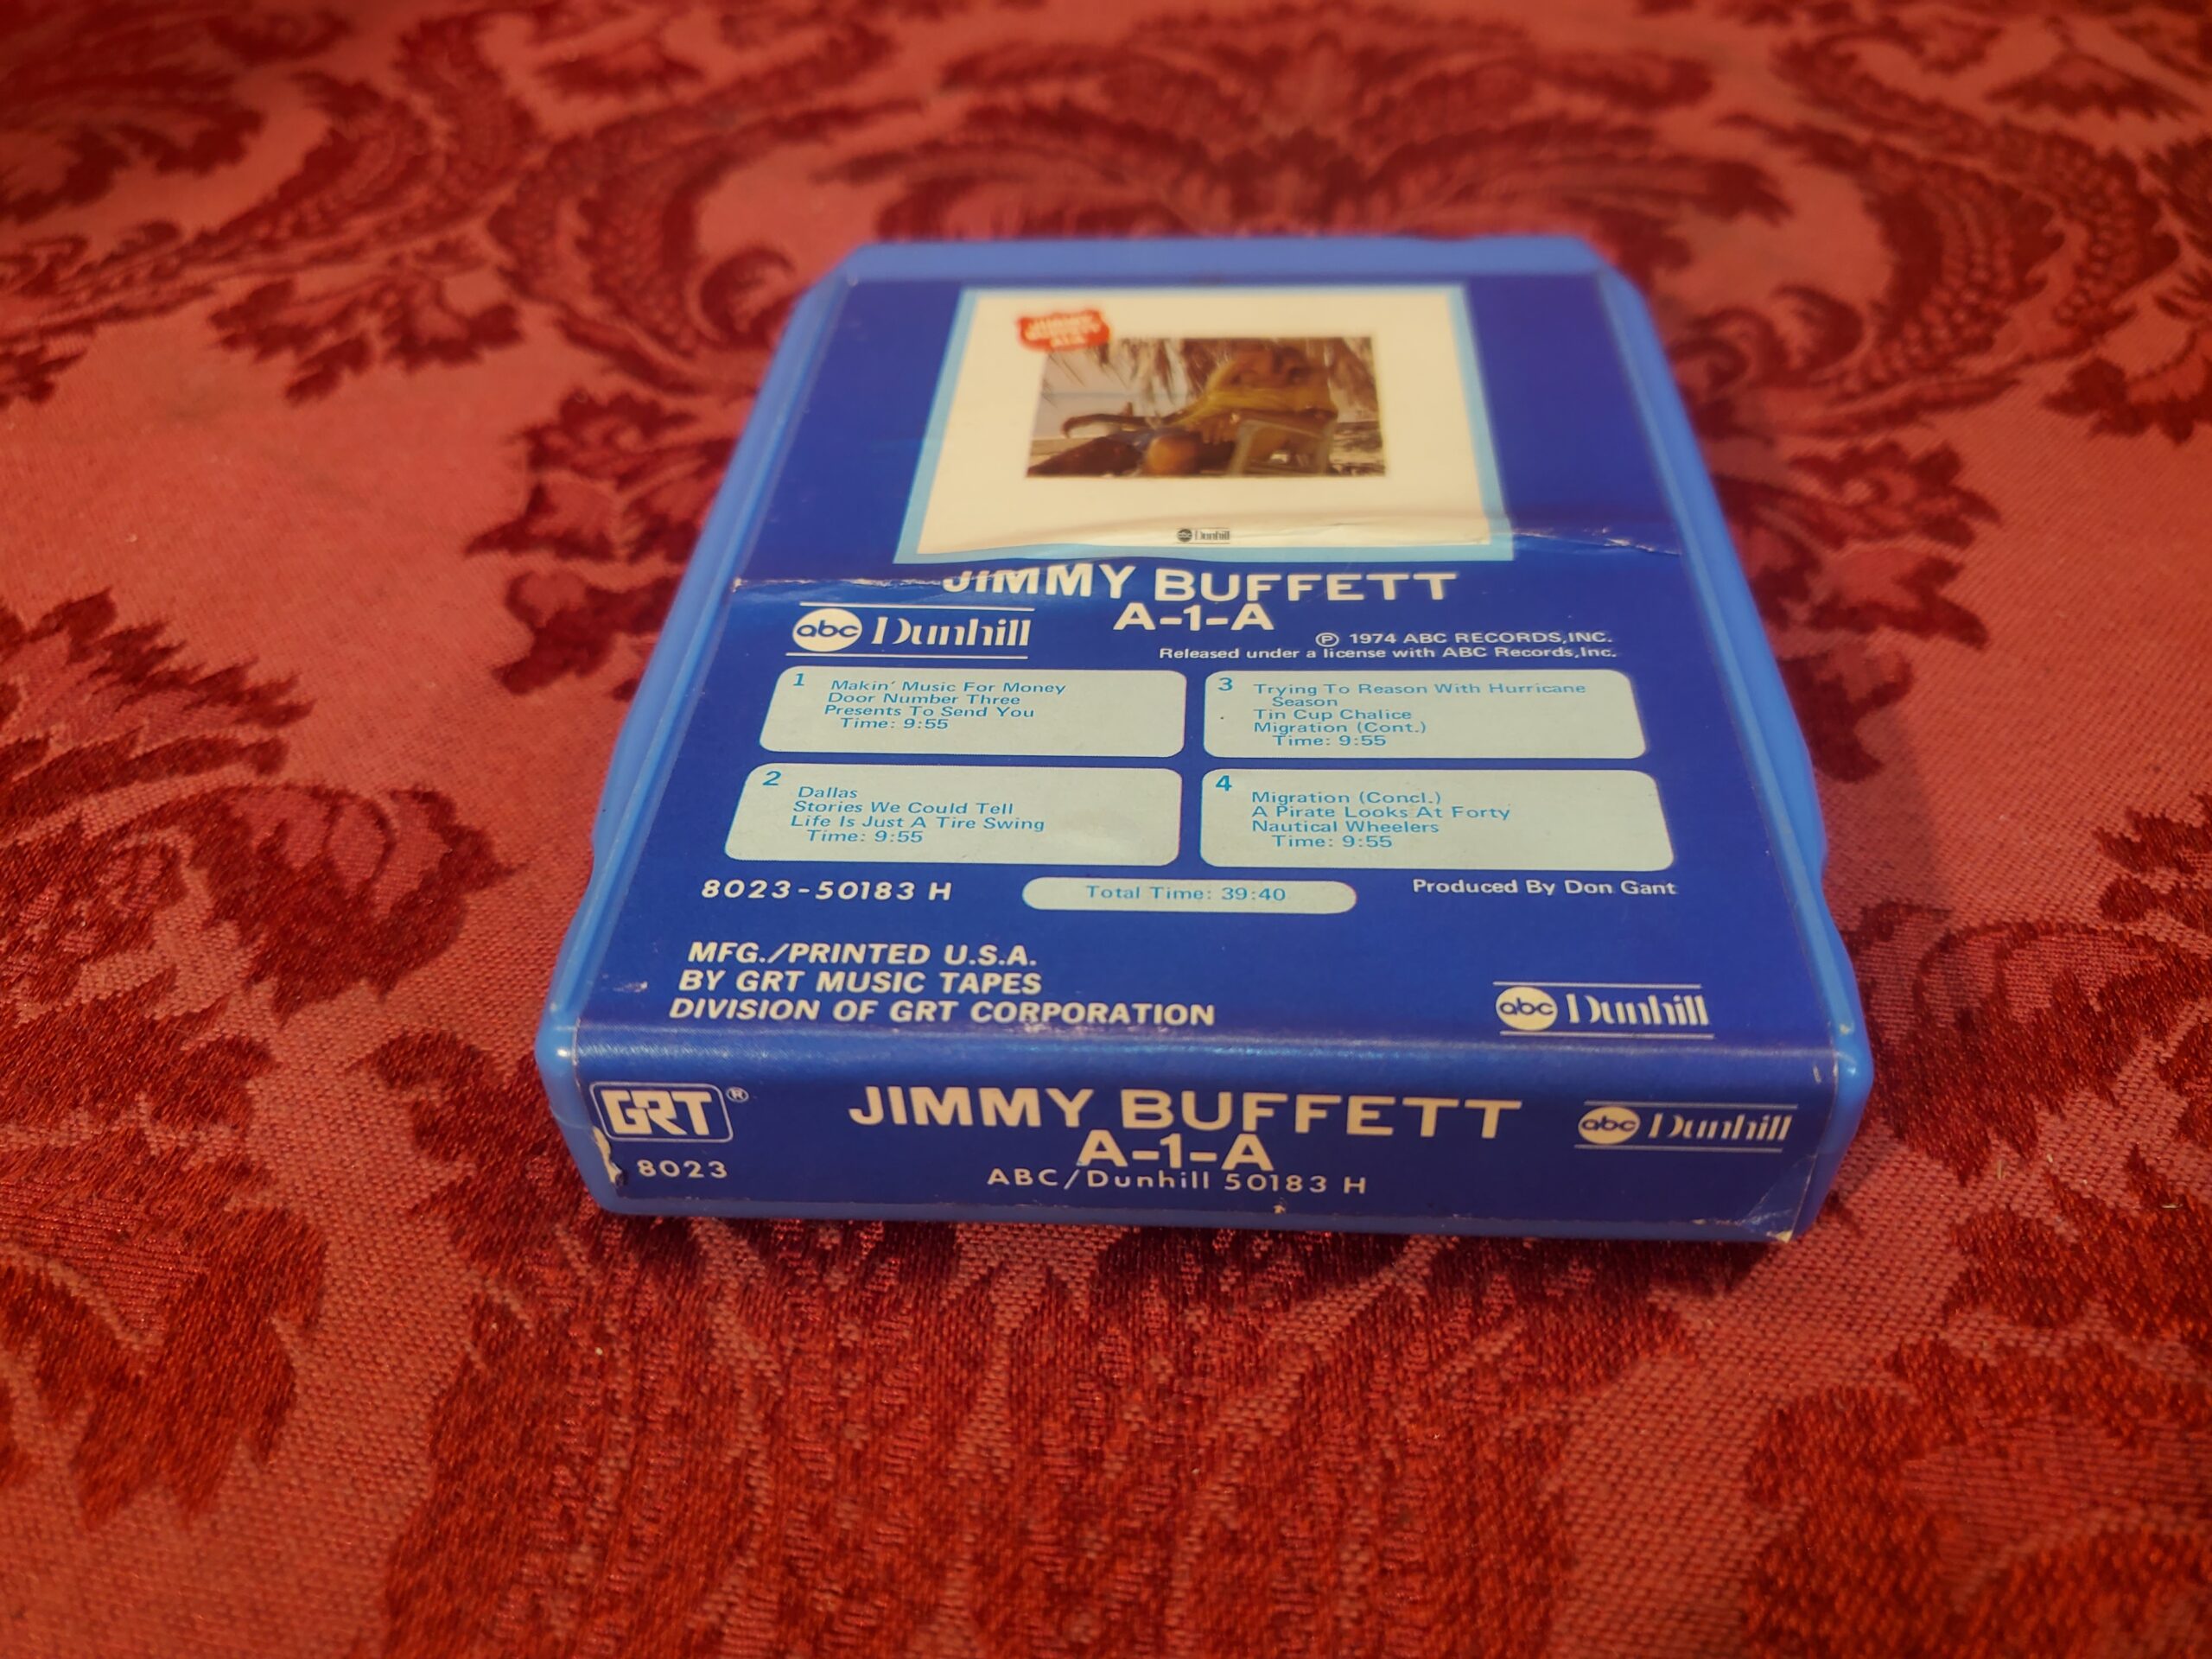 JIMMY
BUFFETT
A1A
abc Dunhill
JIMMY BUFFETT
A-1-A
abc Dunhill
℗ 1974 ABC RECORDS,INC.
Released under a license with ABC Records,Inc.
1 Makin' Music For Money
Door Number Three
Presents To Send You
Time: 9:55
2 Dallas
Stories We Could Tell
Life Is Just A Tire Swing
Time: 9:55
3 Trying To Reason With Hurricane
Season
Tin Cup Chalice
Migration (Cont.)
Time: 9:55
4 Migration (Concl.)
A Pirate Looks At Forty
Nautical Wheelers
Time: 9:55
8023-50183 H
Total Time: 39:40
Produced By Don Gant
MFG./PRINTED U.S.A.
BY GRT MUSIC TAPES
DIVISION OF GRT CORPORATION
abc Dunhill
GRT®
8023
JIMMY BUFFETT
A-1-A
ABC/Dunhill 50183 H
abc Dunhill